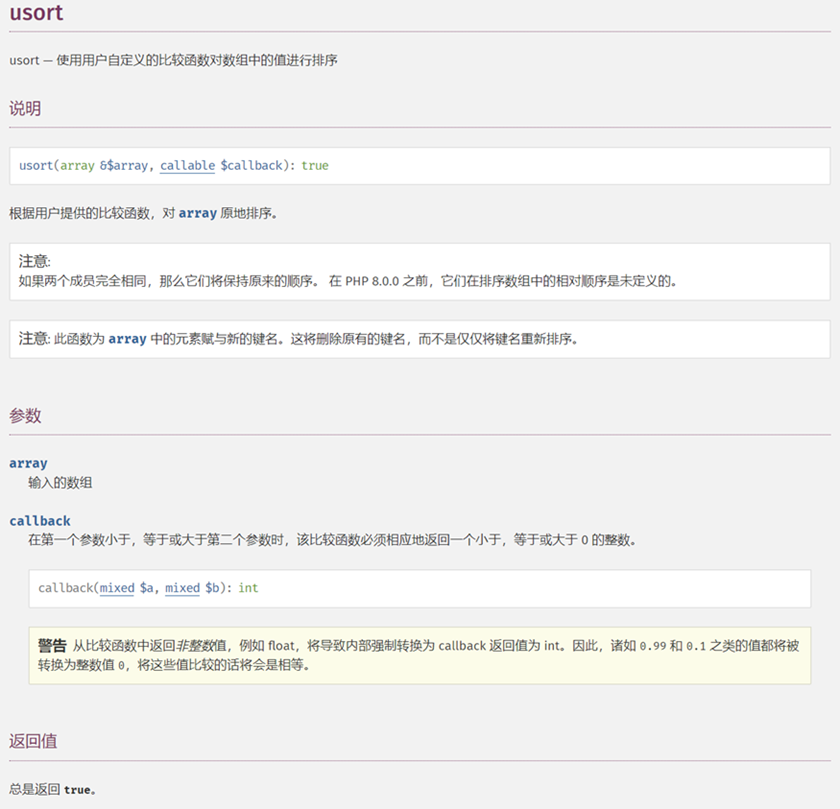 usort
usort — 使用用户自定义的比较函数对数组中的值进行排序
说明
usort(array &$array, callable $callback): true
根据用户提供的比较函数，对 array 原地排序。
注意:
如果两个成员完全相同，那么它们将保持原来的顺序。 在 PHP 8.0.0 之前，它们在排序数组中的相对顺序是未定义的。
注意: 此函数为 array 中的元素赋与新的键名。这将删除原有的键名，而不是仅仅将键名重新排序。
参数
array
输入的数组
callback
在第一个参数小于，等于或大于第二个参数时，该比较函数必须相应地返回一个小于，等于或大于 0 的整数。
callback(mixed $a, mixed $b): int
警告 从比较函数中返回非整数值，例如 float，将导致内部强制转换为 callback 返回值为 int。因此，诸如 0.99 和 0.1 之类的值都将被
转换为整数值 0，将这些值比较的话将会是相等。
返回值
总是返回 true。